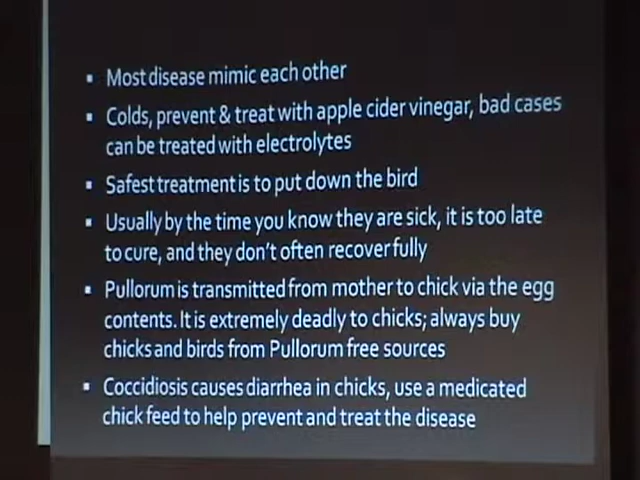 ▪ Most disease mimic each other
▪ Colds, prevent & treat with apple cider vinegar, bad cases
can be treated with electrolytes
▪ Safest treatment is to put down the bird
▪ Usually by the time you know they are sick, it is too late
to cure, and they don't often recover fully
▪ Pullorum is transmitted from mother to chick via the egg
contents. It is extremely deadly to chicks; always buy
chicks and birds from Pullorum free sources
▪ Coccidiosis causes diarrhea in chicks, use a medicated
chick feed to help prevent and treat the disease